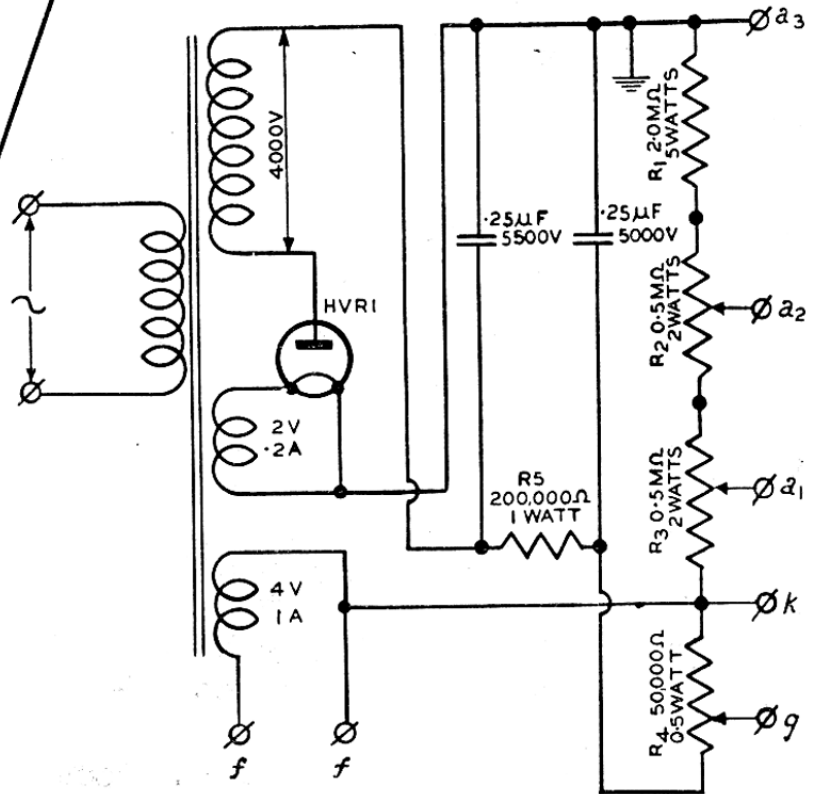 a3
4000V
R1 2.0MΩ
5WATTS
.25μF
5500V
.25μF
5000V
HVR1
R2 0.5MΩ
2WATTS
a2
2V
.2A
R5
200,000Ω
1 WATT
R3 0.5MΩ
2WATTS
a1
4V
1A
k
R4 50,000Ω
0.5WATT
g
f
f